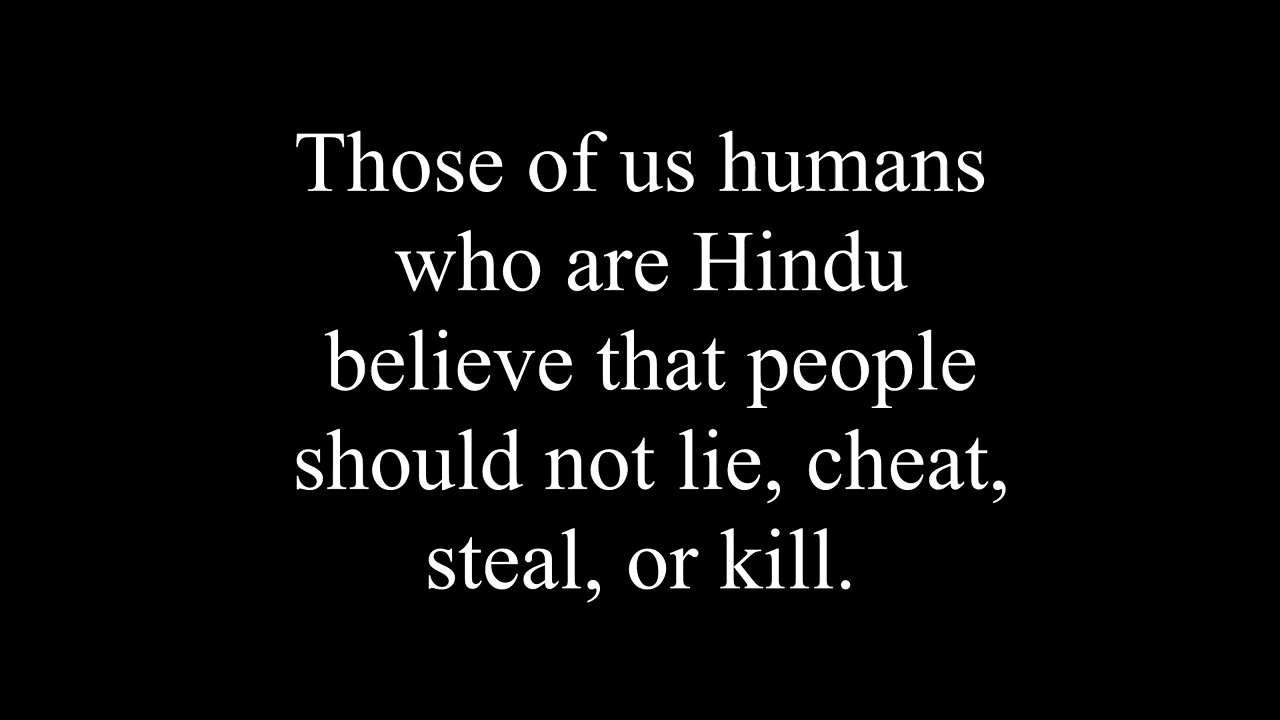 Those of us humans
who are Hindu
believe that people
should not lie, cheat,
steal, or kill.